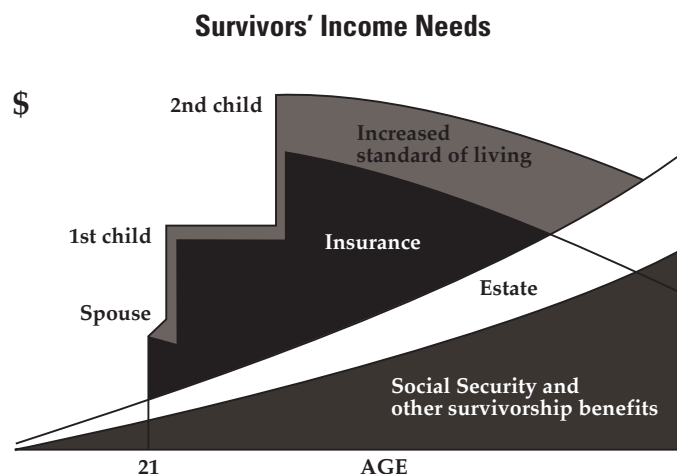 Survivors' Income Needs
$
2nd child
Increased
standard of living
1st child
Insurance
Estate
Spouse
Social Security and
other survivorship benefits
21
AGE